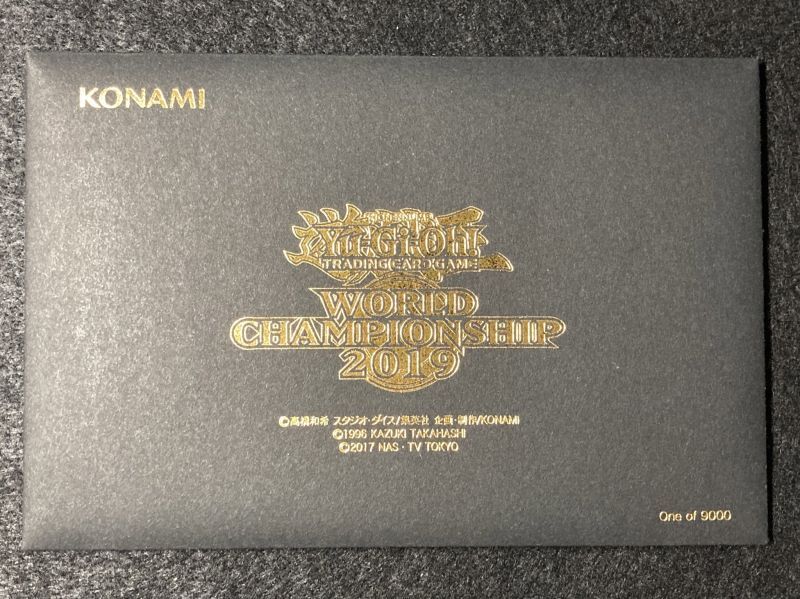 KONAMI
Yu-Gi-Oh!
TRADING CARD GAME
WORLD
CHAMPIONSHIP
2019
©高橋和希 スタジオ・ダイス/集英社 企画・制作/KONAMI
©1996 KAZUKI TAKAHASHI
©2017 NAS・TV TOKYO
One of 9000